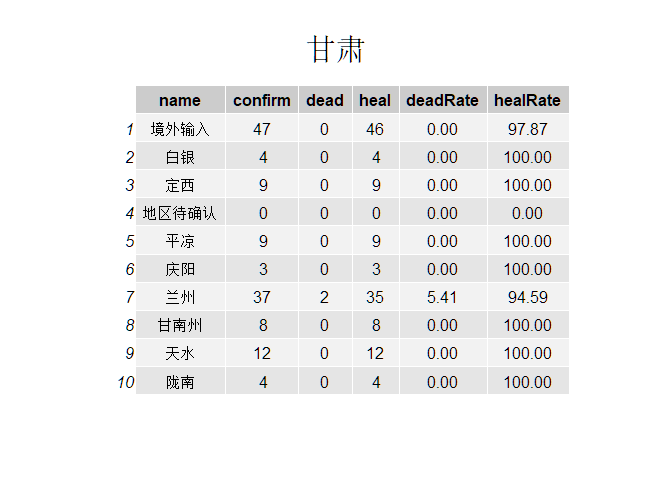 甘肃
name confirm dead heal deadRate healRate
1 境外输入 47 0 46 0.00 97.87
2 白银 4 0 4 0.00 100.00
3 定西 9 0 9 0.00 100.00
4 地区待确认 0 0 0 0.00 0.00
5 平凉 9 0 9 0.00 100.00
6 庆阳 3 0 3 0.00 100.00
7 兰州 37 2 35 5.41 94.59
8 甘南州 8 0 8 0.00 100.00
9 天水 12 0 12 0.00 100.00
10 陇南 4 0 4 0.00 100.00